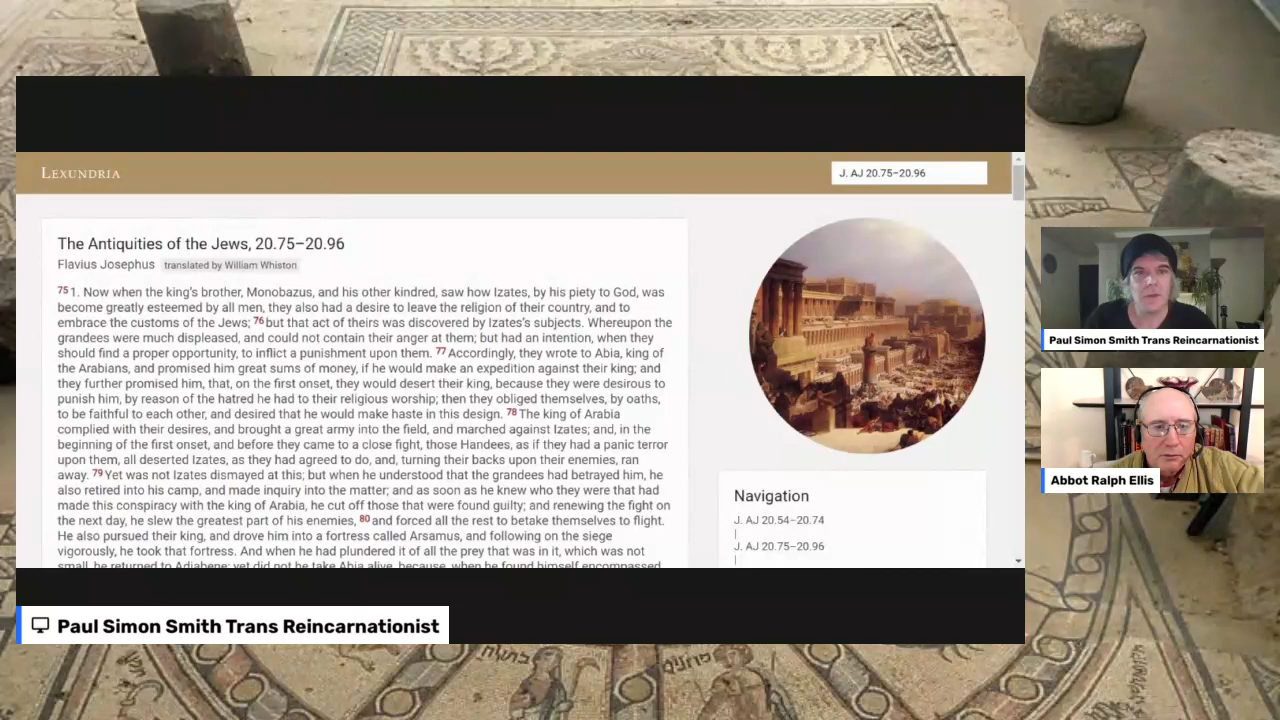 LEXUNDRIA
J. AJ 20.75–20.96
The Antiquities of the Jews, 20.75–20.96
Flavius Josephus translated by William Whiston
75 1. Now when the king's brother, Monobazus, and his other kindred, saw how Izates, by his piety to God, was
become greatly esteemed by all men, they also had a desire to leave the religion of their country, and to
embrace the customs of the Jews; 76 but that act of theirs was discovered by Izates's subjects. Whereupon the
grandees were much displeased, and could not contain their anger at them; but had an intention, when they
should find a proper opportunity, to inflict a punishment upon them. 77 Accordingly, they wrote to Abia, king of
the Arabians, and promised him great sums of money, if he would make an expedition against their king; and
they further promised him, that, on the first onset, they would desert their king, because they were desirous to
punish him, by reason of the hatred he had to their religious worship; then they obliged themselves, by oaths,
to be faithful to each other, and desired that he would make haste in this design. 78 The king of Arabia
complied with their desires, and brought a great army into the field, and marched against Izates; and, in the
beginning of the first onset, and before they came to a close fight, those Handees, as if they had a panic terror
upon them, all deserted Izates, as they had agreed to do, and, turning their backs upon their enemies, ran
away. 79 Yet was not Izates dismayed at this; but when he understood that the grandees had betrayed him, he
also retired into his camp, and made inquiry into the matter; and as soon as he knew who they were that had
made this conspiracy with the king of Arabia, he cut off those that were found guilty; and renewing the fight on
the next day, he slew the greatest part of his enemies, 80 and forced all the rest to betake themselves to flight.
He also pursued their king, and drove him into a fortress called Arsamus, and following on the siege
vigorously, he took that fortress. And when he had plundered it of all the prey that was in it, which was not
small, he returned to Adiabene; yet did not he take Abia alive, because, when he found himself encompassed
Navigation
J. AJ 20.54–20.74
|
J. AJ 20.75–20.96
|
Paul Simon Smith Trans Reincarnationist
Abbot Ralph Ellis
Paul Simon Smith Trans Reincarnationist